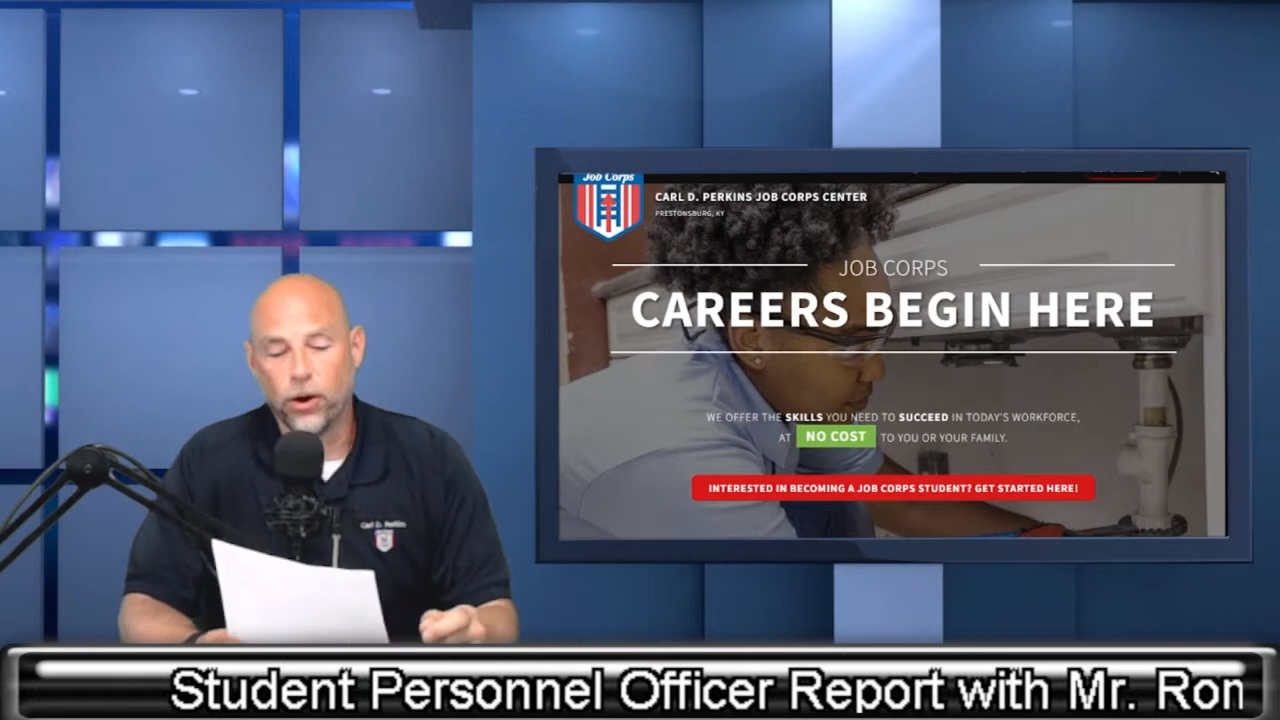 Job Corps
CARL D. PERKINS JOB CORPS CENTER
PRESTONSBURG, KY
JOB CORPS
CAREERS BEGIN HERE
WE OFFER THE SKILLS YOU NEED TO SUCCEED IN TODAY'S WORKFORCE,
AT NO COST TO YOU OR YOUR FAMILY.
INTERESTED IN BECOMING A JOB CORPS STUDENT? GET STARTED HERE!
Carl D. Perkins
Student Personnel Officer Report with Mr. Ron